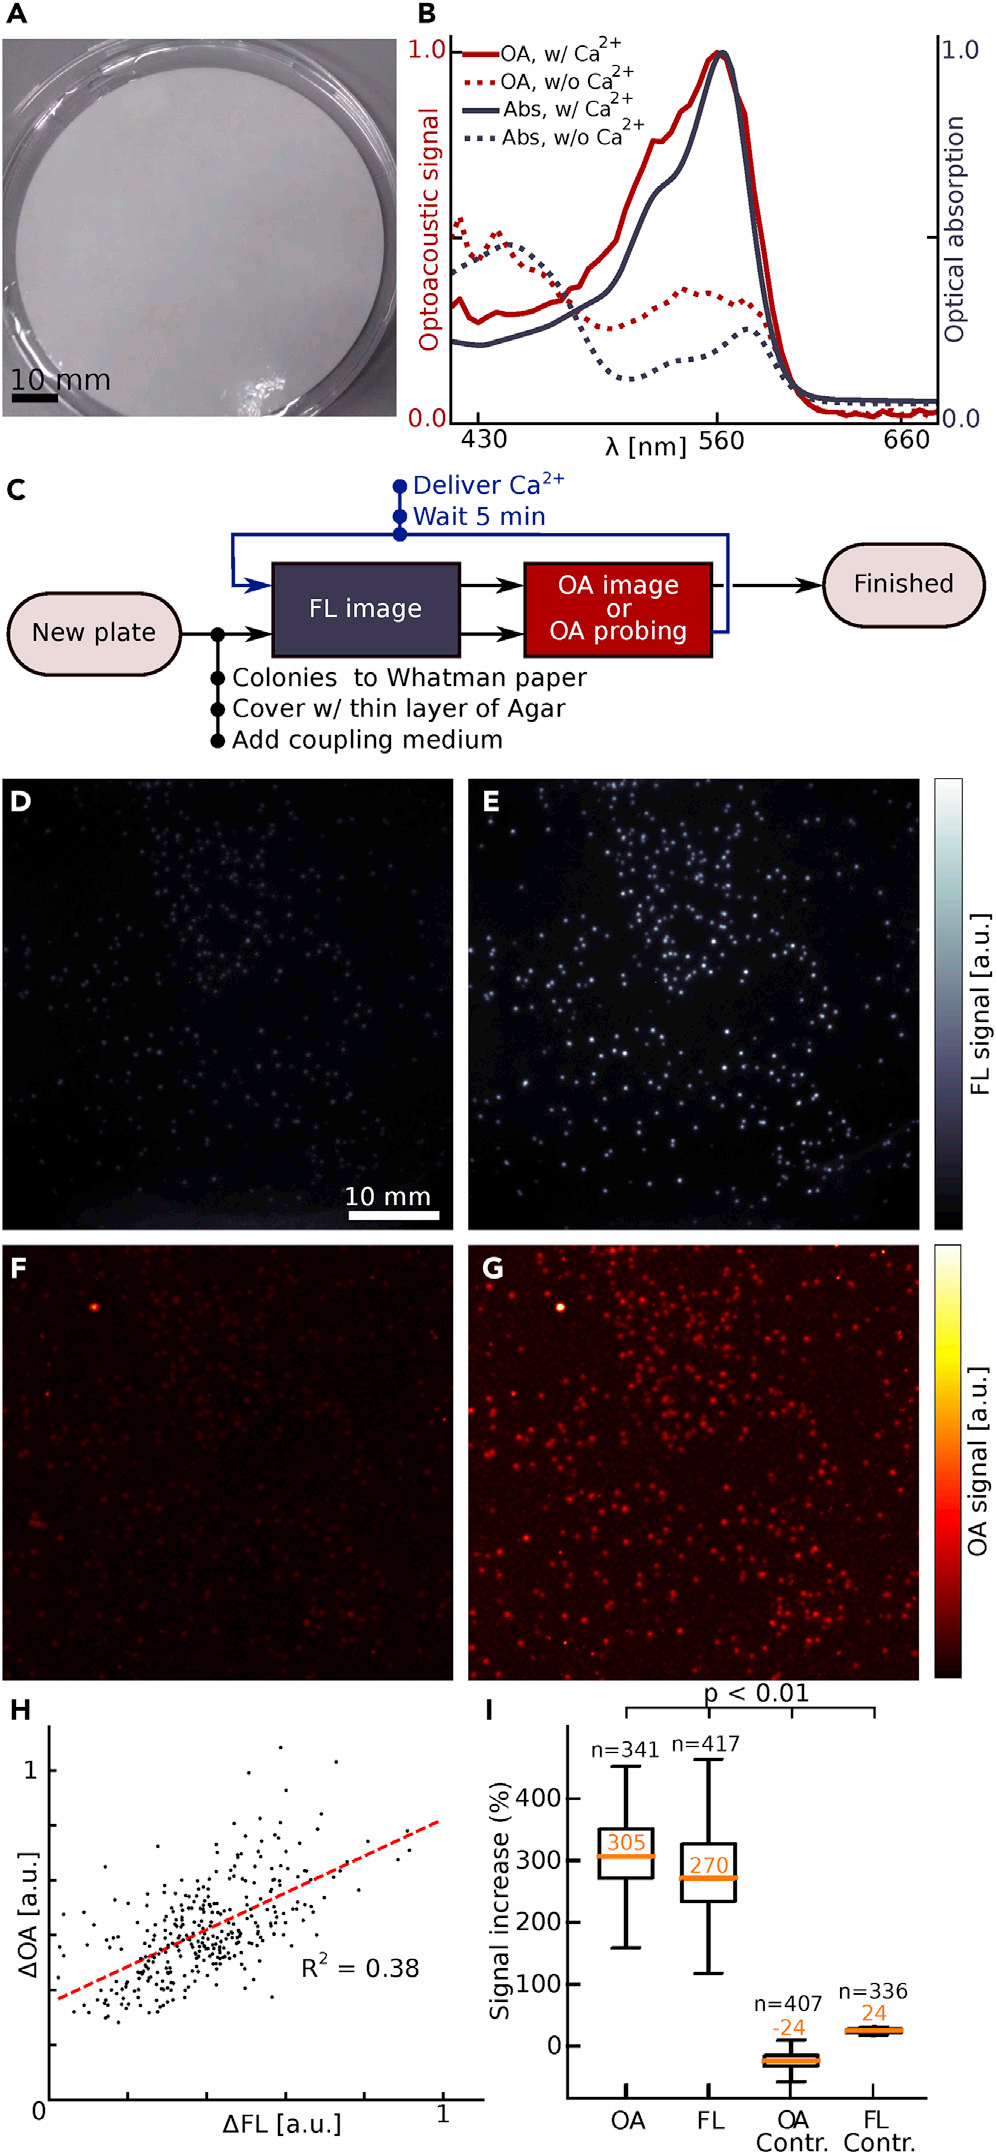 A
10 mm
B
1.0
1.0
OA, w/ Ca2+
OA, w/o Ca2+
Abs, w/ Ca2+
Abs, w/o Ca2+
Optoacoustic signal
Optical absorption
0.0
0.0
430
λ [nm]
560
660
C
Deliver Ca2+
Wait 5 min
New plate
FL image
OA image
or
OA probing
Finished
Colonies to Whatman paper
Cover w/ thin layer of Agar
Add coupling medium
D
10 mm
E
FL signal [a.u.]
F
G
OA signal [a.u.]
H
1
ΔOA [a.u.]
R2 = 0.38
0
ΔFL [a.u.]
1
I
p < 0.01
n=341
n=417
Signal increase (%)
400
300
200
100
0
305
270
n=407
-24
n=336
24
OA
FL
OA
Contr.
FL
Contr.